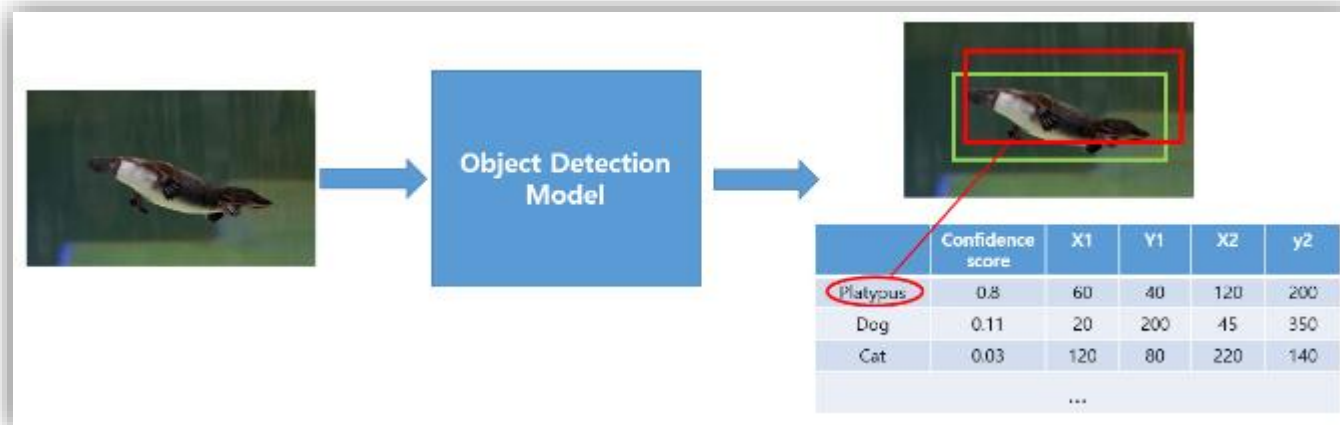 Object Detection
Model
Confidence score X1 Y1 X2 y2
Platypus 0.8 60 40 120 200
Dog 0.11 20 200 45 350
Cat 0.03 120 80 220 140
...